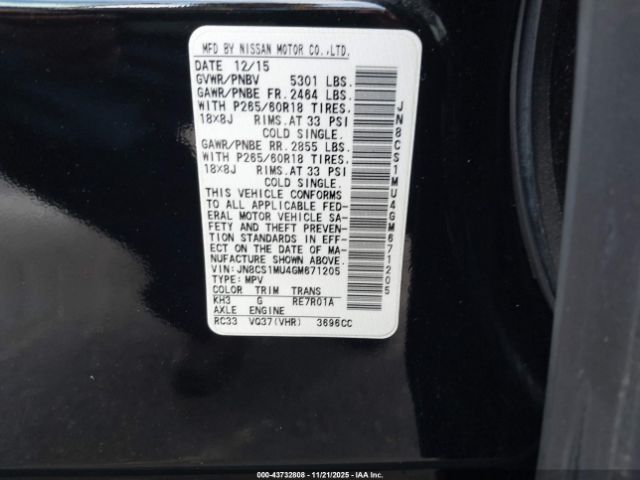 MFD BY NISSAN MOTOR CO.,LTD.
DATE 12/15
GVWR/PNBV 5301 LBS.
GAWR/PNBE FR. 2464 LBS.
WITH P265/60R18 TIRES.
18X8J RIMS. AT 33 PSI
COLD SINGLE.
GAWR/PNBE RR. 2855 LBS.
WITH P265/60R18 TIRES.
18X8J RIMS. AT 33 PSI
COLD SINGLE.
THIS VEHICLE CONFORMS
TO ALL APPLICABLE FED-
ERAL MOTOR VEHICLE SA-
FETY AND THEFT PREVEN-
TION STANDARDS IN EFF-
ECT ON THE DATE OF MA-
NUFACTURE SHOWN ABOVE.
VIN:JN8CS1MU4GM671205
TYPE: MPV
COLOR TRIM TRANS
KH3 G RE7R01A
AXLE ENGINE
RC33 VQ37(VHR) 3696CC
JN8CS1MU4GM671205
000-43732808 - 11/21/2025 - IAAI.COM